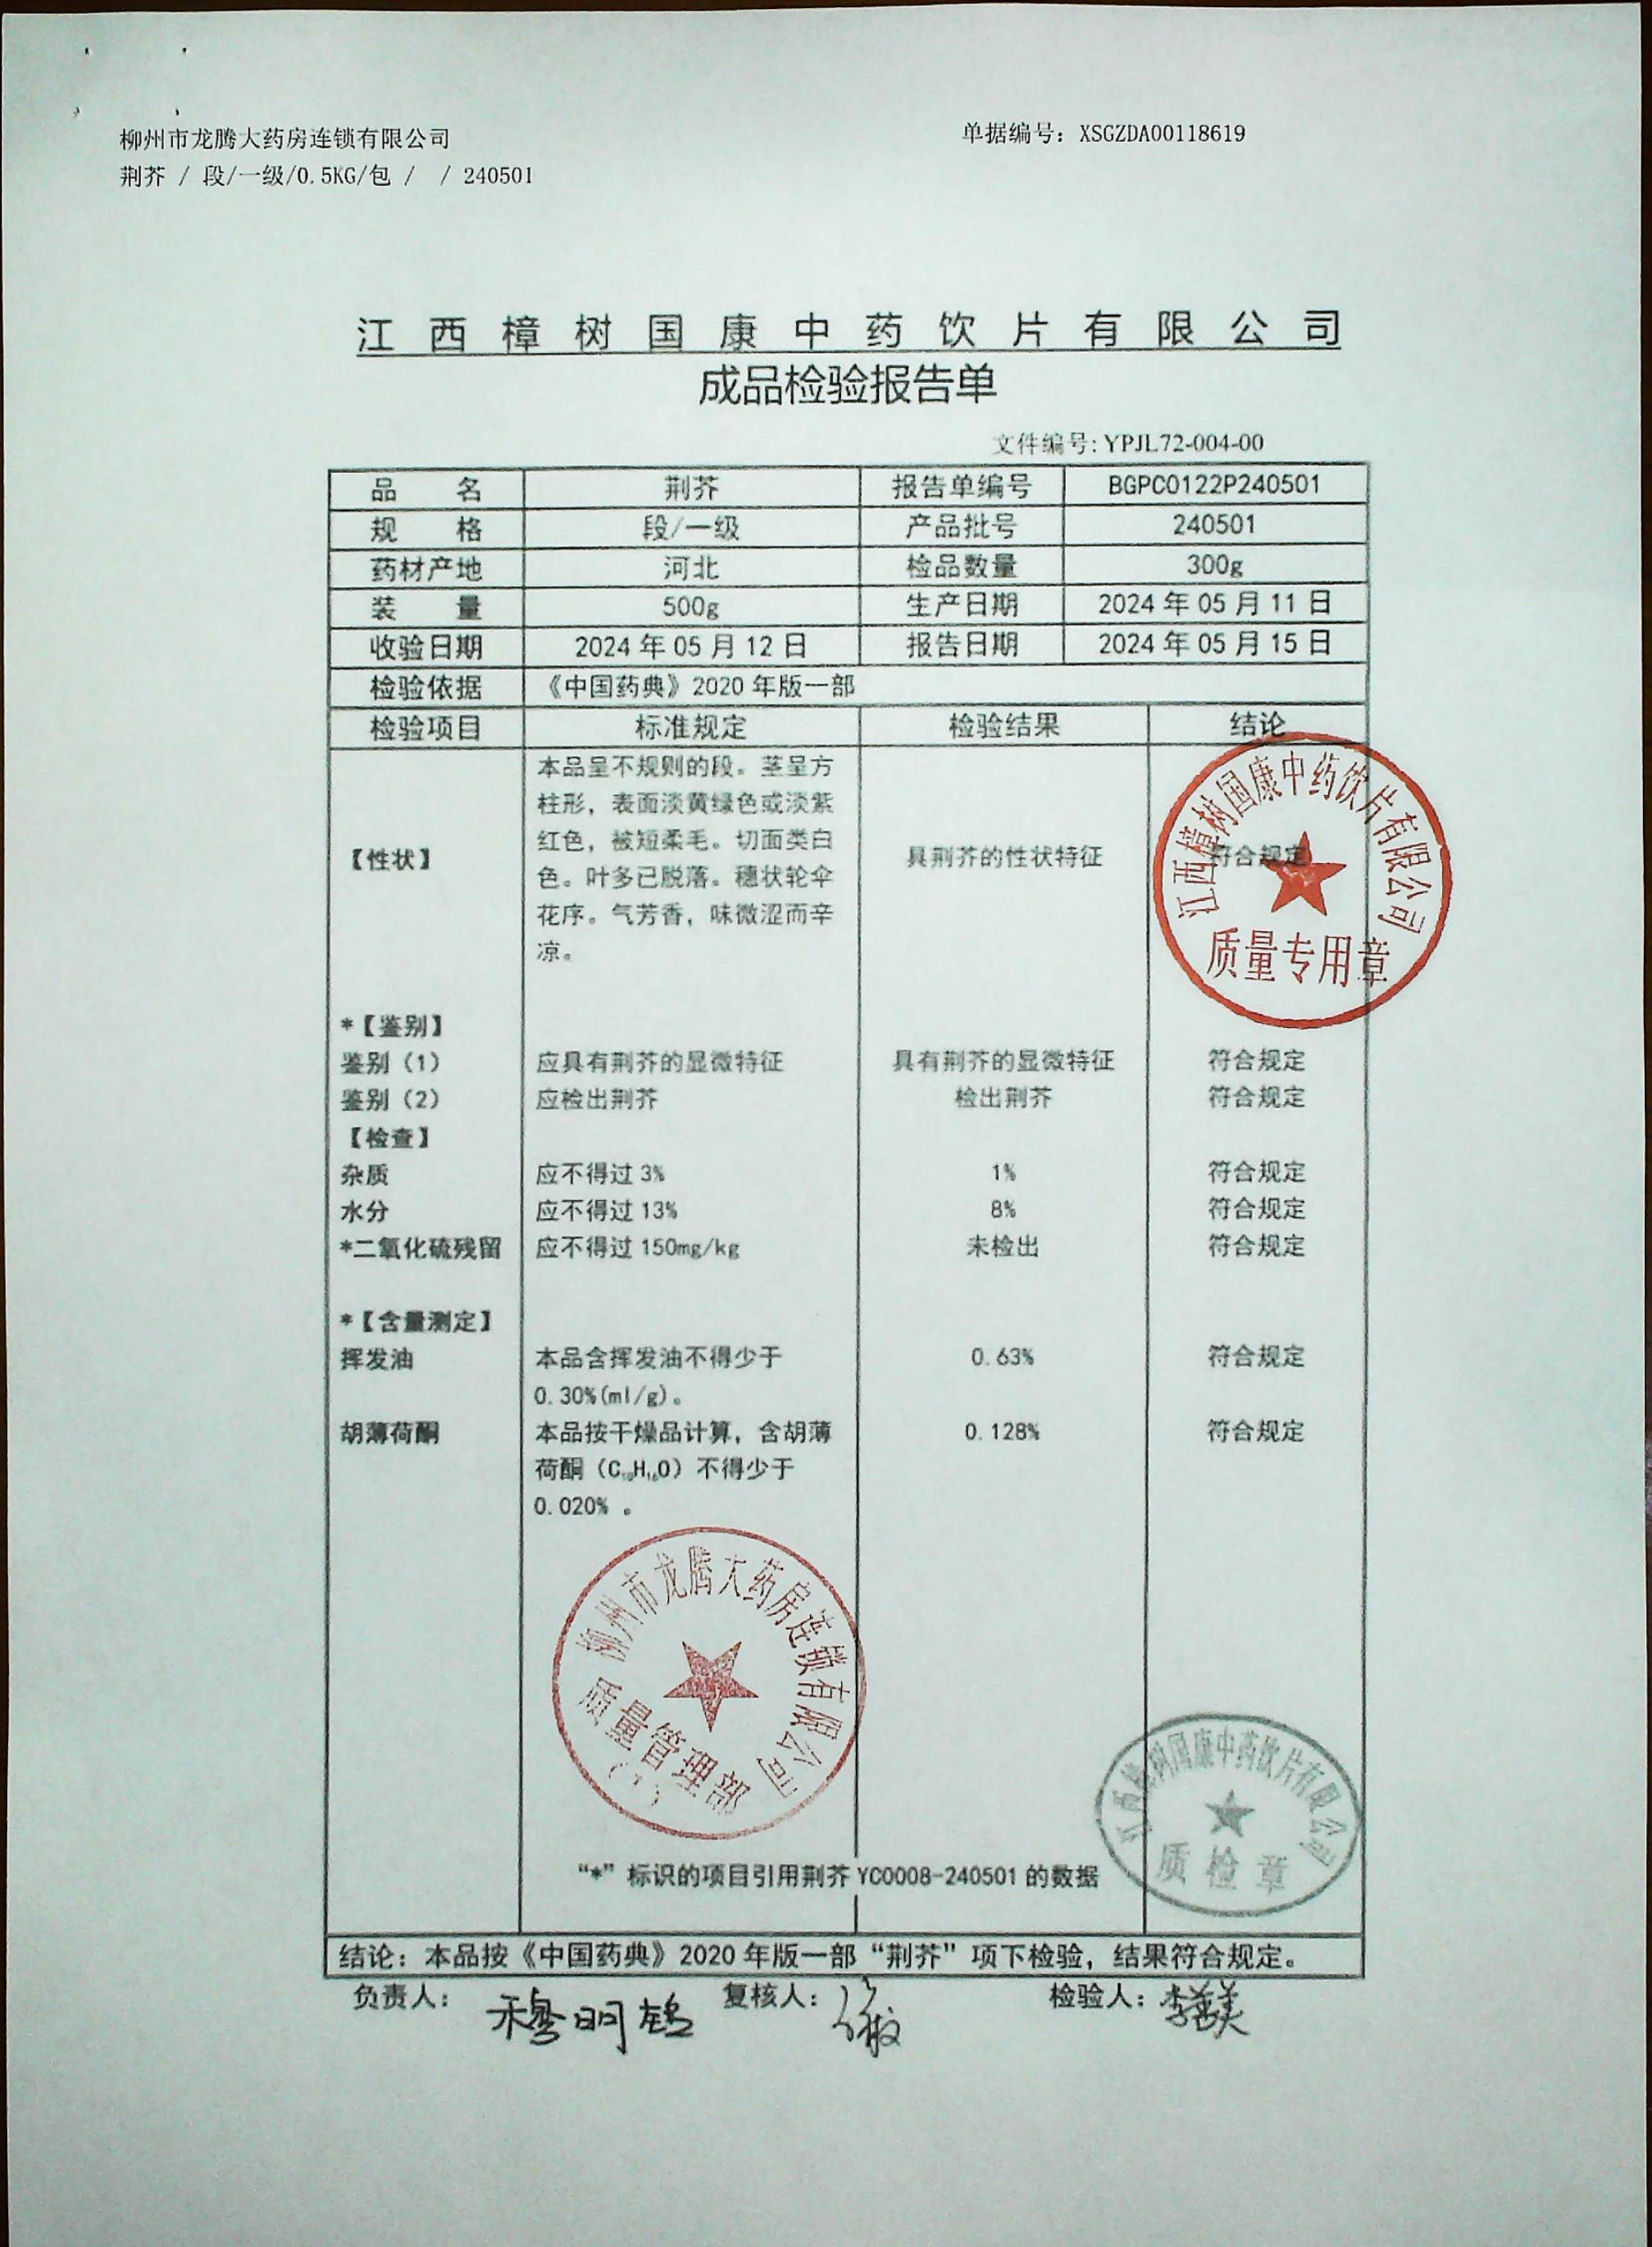 柳州市龙腾大药房连锁有限公司
单据编号：XSGZDA00118619
荆芥 / 段/一级/0.5KG/包 / / 240501
江西樟树国康中药饮片有限公司
成品检验报告单
文件编号：YPJL72-004-00
品名 荆芥 报告单编号 BGPC0122P240501
规格 段/一级 产品批号 240501
药材产地 河北 检品数量 300g
装量 500g 生产日期 2024年05月11日
收验日期 2024年05月12日 报告日期 2024年05月15日
检验依据 《中国药典》2020年版一部
检验项目 标准规定 检验结果 结论
【性状】
本品呈不规则的段。茎呈方
柱形，表面淡黄绿色或淡紫
红色，被短柔毛。切面类白
色。叶多已脱落。穗状轮伞
花序。气芳香，味微涩而辛
凉。
具荆芥的性状特征
符合规定
江西樟树国康中药饮片有限公司
质量专用章
*【鉴别】
鉴别（1） 应具有荆芥的显微特征 具有荆芥的显微特征 符合规定
鉴别（2） 应检出荆芥 检出荆芥 符合规定
【检查】
杂质 应不得过3% 1% 符合规定
水分 应不得过13% 8% 符合规定
*二氧化硫残留 应不得过150mg/kg 未检出 符合规定
*【含量测定】
挥发油 本品含挥发油不得少于 0.63% 符合规定
0.30%(ml/g)。
胡薄荷酮 本品按干燥品计算，含胡薄 0.128% 符合规定
荷酮（C₁₀H₁₆O）不得少于
0.020% 。
柳州市龙腾大药房连锁有限公司
质量管理部
（1）
江西樟树国康中药饮片有限公司
质检章
“*”标识的项目引用荆芥YC0008-240501的数据
结论：本品按《中国药典》2020年版一部“荆芥”项下检验，结果符合规定。
负责人： 复核人： 检验人：